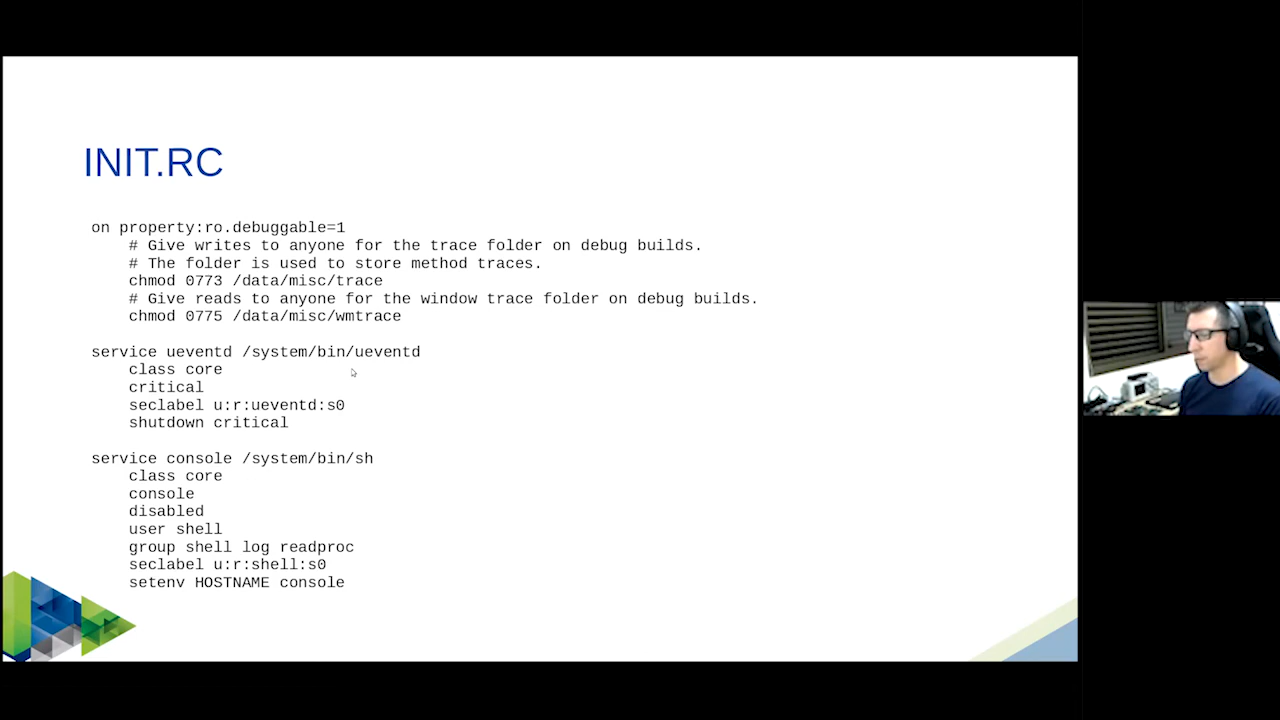 INIT.RC
on property:ro.debuggable=1
# Give writes to anyone for the trace folder on debug builds.
# The folder is used to store method traces.
chmod 0773 /data/misc/trace
# Give reads to anyone for the window trace folder on debug builds.
chmod 0775 /data/misc/wmtrace
service ueventd /system/bin/ueventd
class core
critical
seclabel u:r:ueventd:s0
shutdown critical
service console /system/bin/sh
class core
console
disabled
user shell
group shell log readproc
seclabel u:r:shell:s0
setenv HOSTNAME console